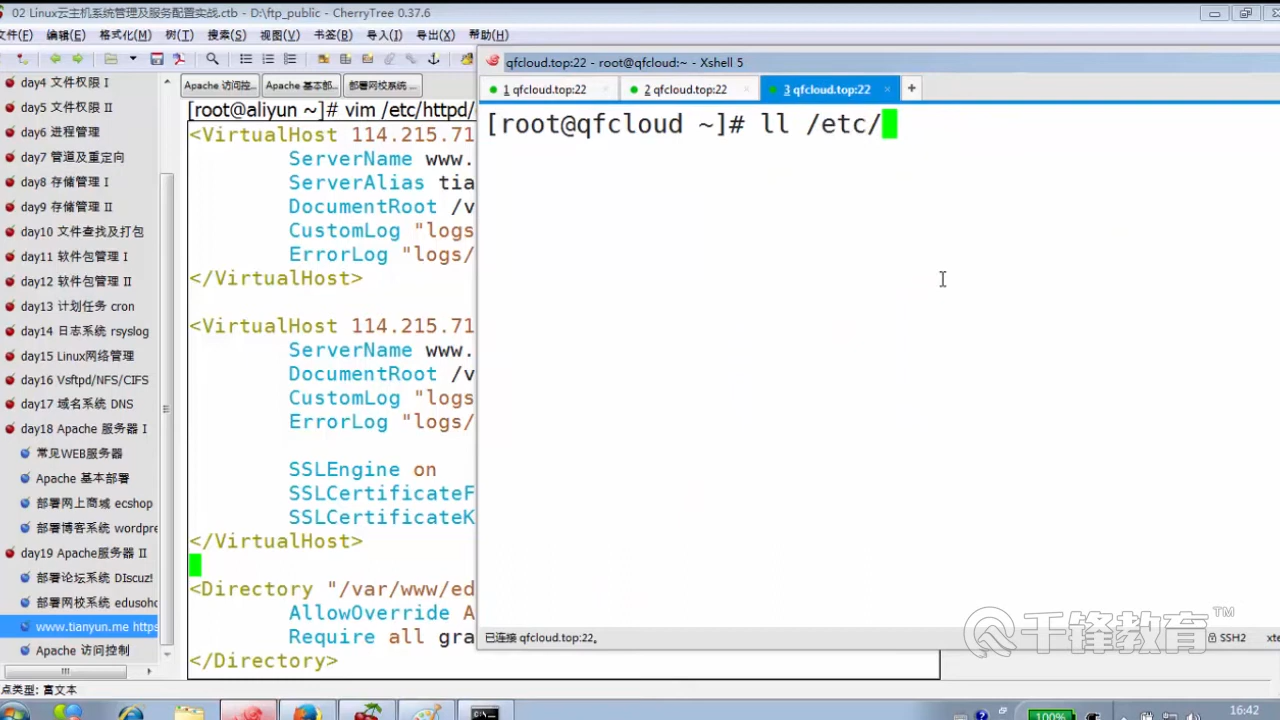 02 Linux云主机系统管理及服务配置实战.ctb - D:\ftp_public - CherryTree 0.37.6
文件(F) 编辑(E) 格式化(M) 树(T) 搜索(S) 视图(V) 书签(B) 导入(I) 导出(X) 帮助(H)
qfcloud.top:22 - root@qfcloud:~ - Xshell 5
1 qfcloud.top:22 2 qfcloud.top:22 3 qfcloud.top:22 +
[root@qfcloud ~]# ll /etc/
day4 文件权限 I
day5 文件权限 II
day6 进程管理
day7 管道及重定向
day8 存储管理 I
day9 存储管理 II
day10 文件查找及打包
day11 软件包管理 I
day12 软件包管理 II
day13 计划任务 cron
day14 日志系统 rsyslog
day15 Linux网络管理
day16 Vsftpd/NFS/CIFS
day17 域名系统 DNS
day18 Apache 服务器 I
常见WEB服务器
Apache 基本部署
部署网上商城 ecshop
部署博客系统 wordpre
day19 Apache服务器 II
部署论坛系统 DIscuz!
部署网校系统 edusoho
www.tianyun.me https
Apache 访问控制
点类型: 富文本
Apache 访问控... Apache 基本部... 部署网校系统 ...
[root@aliyun ~]# vim /etc/httpd/
<VirtualHost 114.215.71
ServerName www.
ServerAlias tia
DocumentRoot /v
CustomLog "logs
ErrorLog "logs/
</VirtualHost>
<VirtualHost 114.215.71
ServerName www.
DocumentRoot /v
CustomLog "logs
ErrorLog "logs/
SSLEngine on
SSLCertificateF
SSLCertificateK
</VirtualHost>
<Directory "/var/www/ed
AllowOverride A
Require all gra
</Directory>
已连接 qfcloud.top:22。
SSH2 xte
千锋教育™
100%
16:42